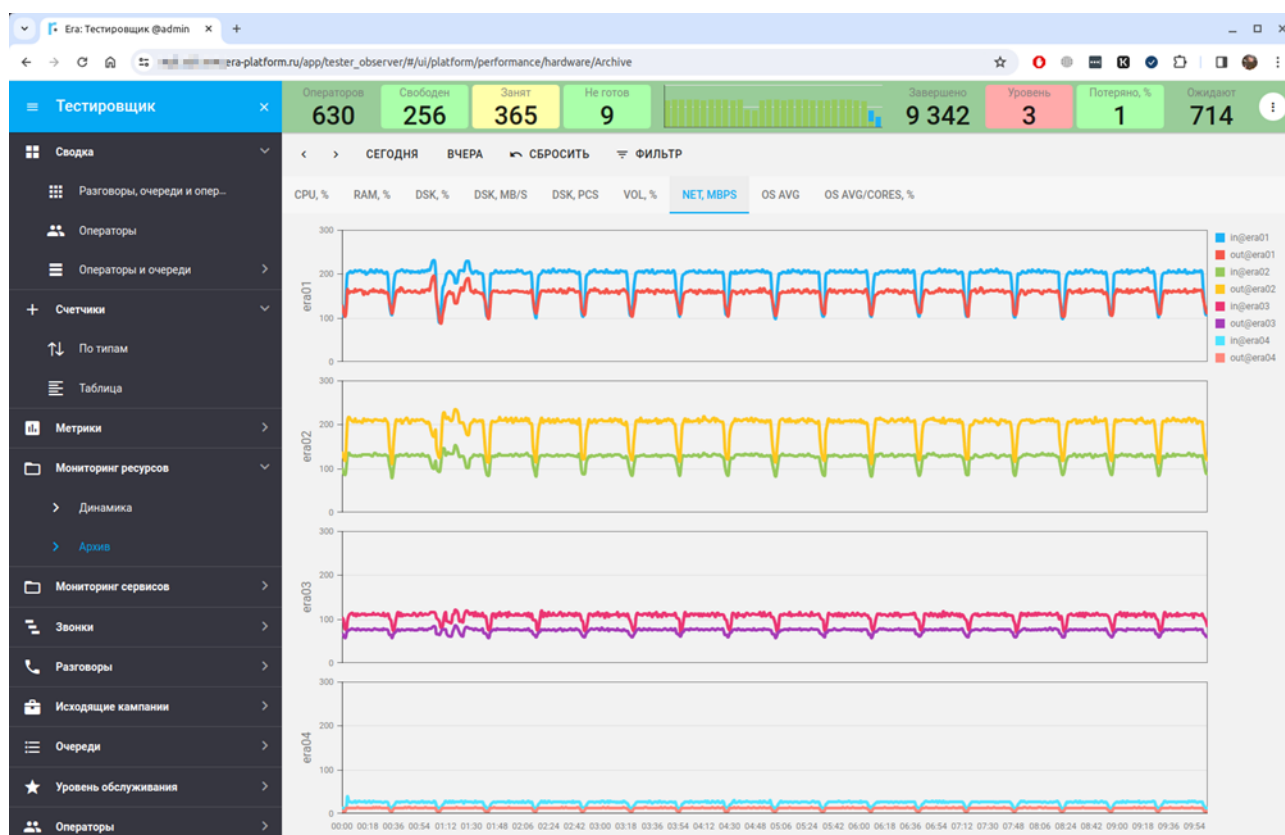 Era: Тестировщик @admin
era-platform.ru/app/tester_observer/#/ui/platform/performance/hardware/Archive
Тестировщик
Операторов Свободен Занят Не готов Завершено Уровень Потеряно, % Ожидают
630 256 365 9 9 342 3 1 714
Сводка
Разговоры, очереди и опер...
Операторы
Операторы и очереди
Счетчики
По типам
Таблица
Метрики
Мониторинг ресурсов
Динамика
Архив
Мониторинг сервисов
Звонки
Разговоры
Исходящие кампании
Очереди
Уровень обслуживания
Операторы
СЕГОДНЯ ВЧЕРА СБРОСИТЬ ФИЛЬТР
CPU, % RAM, % DSK, % DSK, MB/S DSK, PCS VOL, % NET, MBPS OS AVG OS AVG/CORES, %
300
200
100
0
era01
300
200
100
0
era02
300
200
100
0
era03
300
200
100
0
era04
in@era01
out@era01
in@era02
out@era02
in@era03
out@era03
in@era04
out@era04
00:00 00:18 00:36 00:54 01:12 01:30 01:48 02:06 02:24 02:42 03:00 03:18 03:36 03:54 04:12 04:30 04:48 05:06 05:24 05:42 06:00 06:18 06:36 06:54 07:12 07:30 07:48 08:06 08:24 08:42 09:00 09:18 09:36 09:54